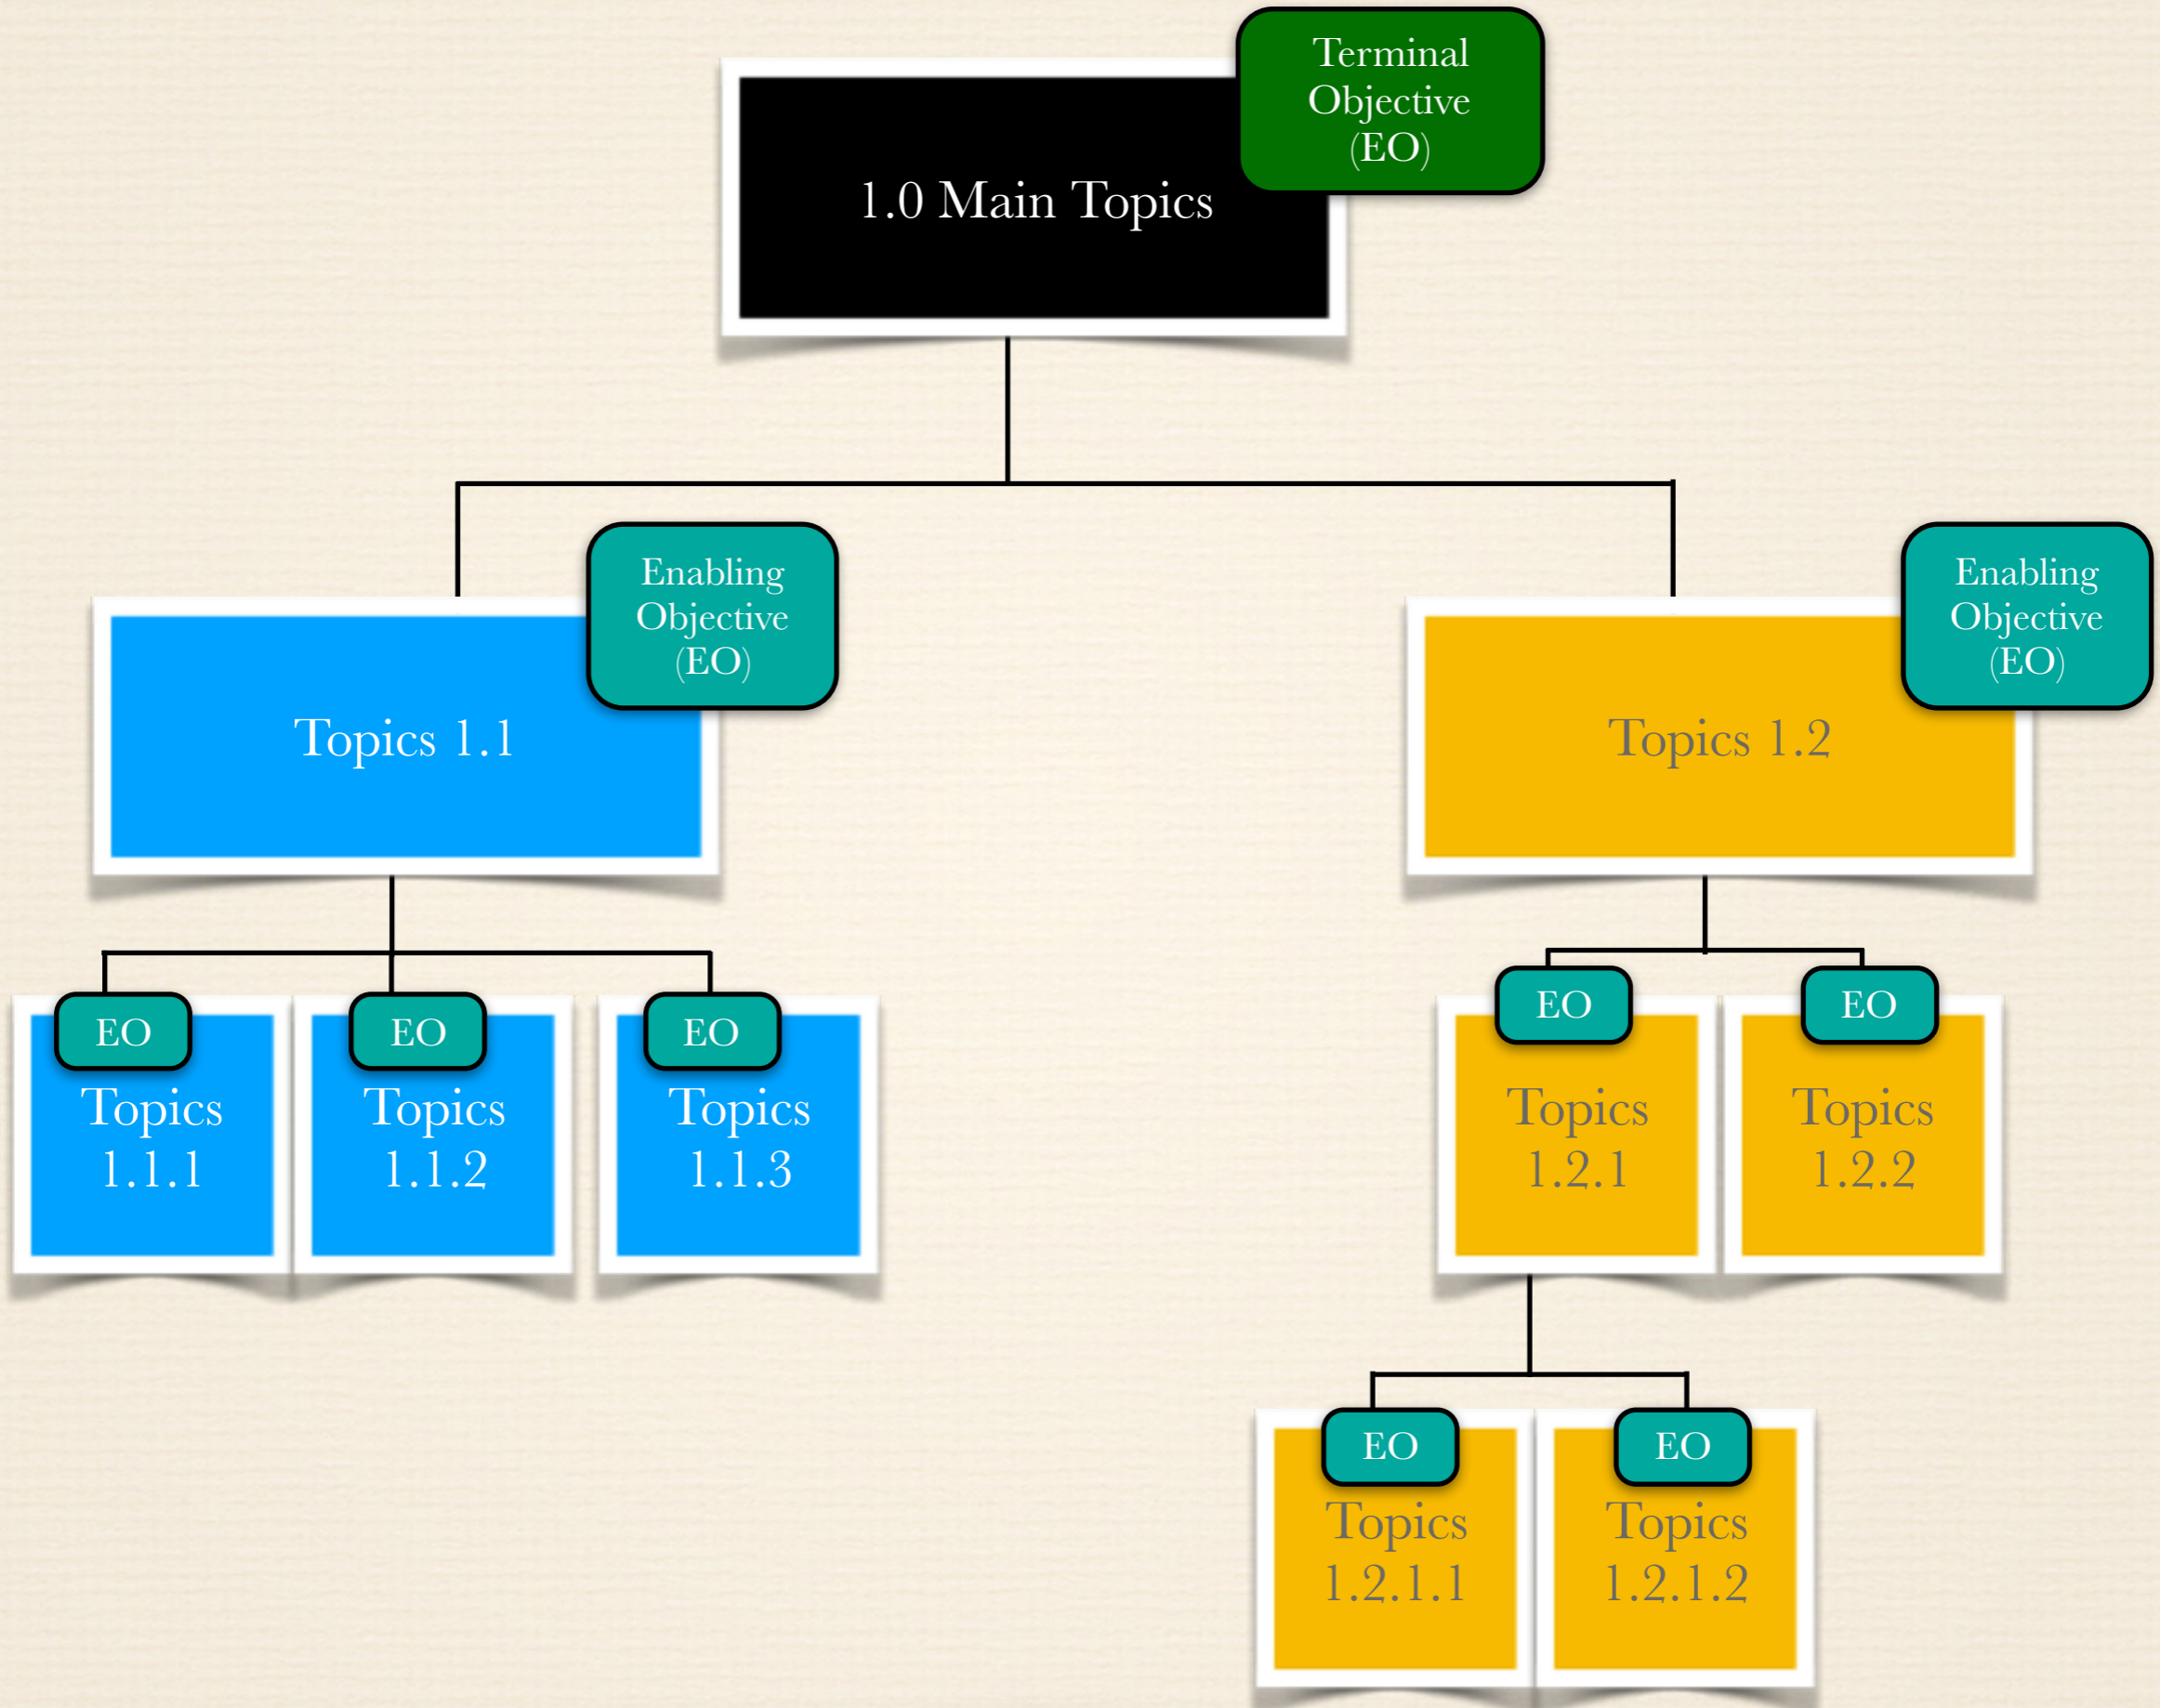 Terminal
Objective
(EO)
1.0 Main Topics
Enabling
Objective
(EO)
Topics 1.1
Enabling
Objective
(EO)
Topics 1.2
EO
Topics
1.1.1
EO
Topics
1.1.2
EO
Topics
1.1.3
EO
Topics
1.2.1
EO
Topics
1.2.2
EO
Topics
1.2.1.1
EO
Topics
1.2.1.2